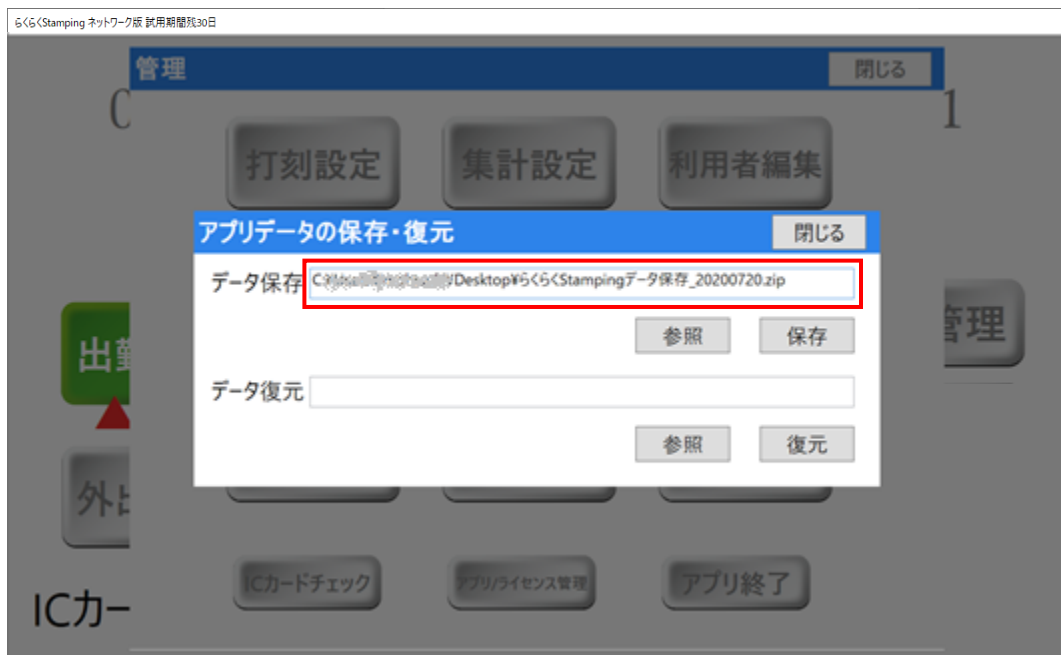 らくらくStamping ネットワーク版 試用期間残30日
管理 閉じる
打刻設定 集計設定 利用者編集
アプリデータの保存・復元 閉じる
データ保存 C:¥ /Desktop¥らくらくStampingデータ保存_20200720.zip
参照 保存
出勤 管理
データ復元
参照 復元
外出
ICカードチェック アプリ/ライセンス管理 アプリ終了
ICカー